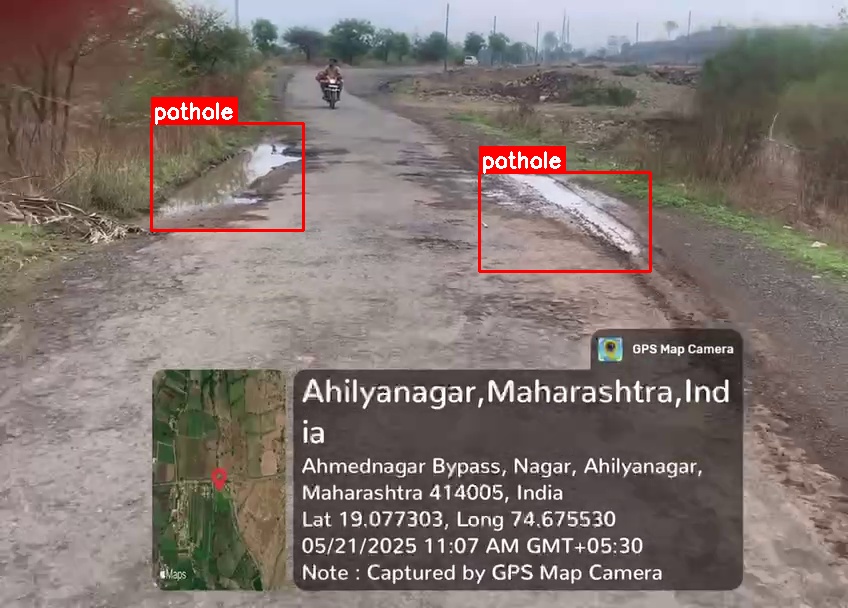 pothole
pothole
GPS Map Camera
Ahilyanagar,Maharashtra,Ind
ia
Ahmednagar Bypass, Nagar, Ahilyanagar,
Maharashtra 414005, India
Lat 19.077303, Long 74.675530
05/21/2025 11:07 AM GMT+05:30
Note : Captured by GPS Map Camera
Maps